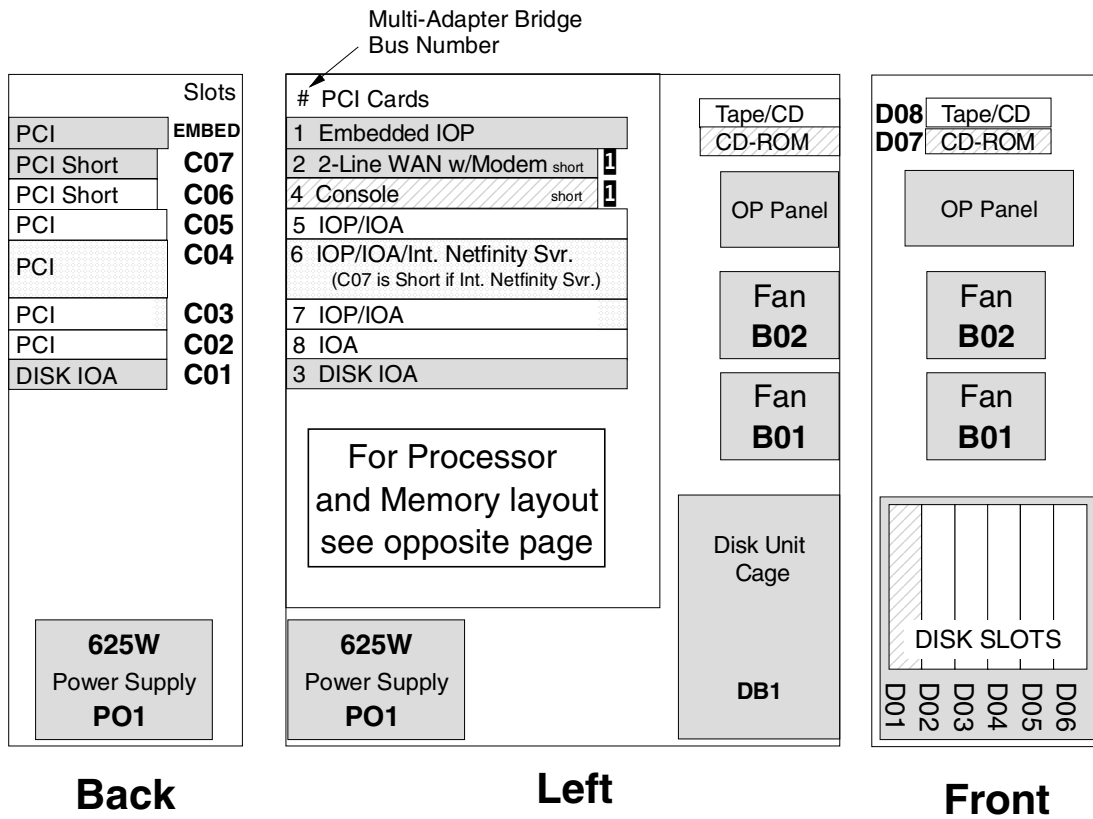 Multi-Adapter Bridge
Bus Number
Slots
PCI EMBED
PCI Short C07
PCI Short C06
PCI C05
PCI C04
PCI C03
PCI C02
DISK IOA C01
625W
Power Supply
PO1
Back
# PCI Cards
1 Embedded IOP
2 2-Line WAN w/Modem short 1
4 Console short 1
5 IOP/IOA
6 IOP/IOA/Int. Netfinity Svr.
(C07 is Short if Int. Netfinity Svr.)
7 IOP/IOA
8 IOA
3 DISK IOA
For Processor
and Memory layout
see opposite page
625W
Power Supply
PO1
Tape/CD
CD-ROM
OP Panel
Fan
B02
Fan
B01
Disk Unit
Cage
DB1
Left
D08 Tape/CD
D07 CD-ROM
OP Panel
Fan
B02
Fan
B01
DISK SLOTS
D01
D02
D03
D04
D05
D06
Front